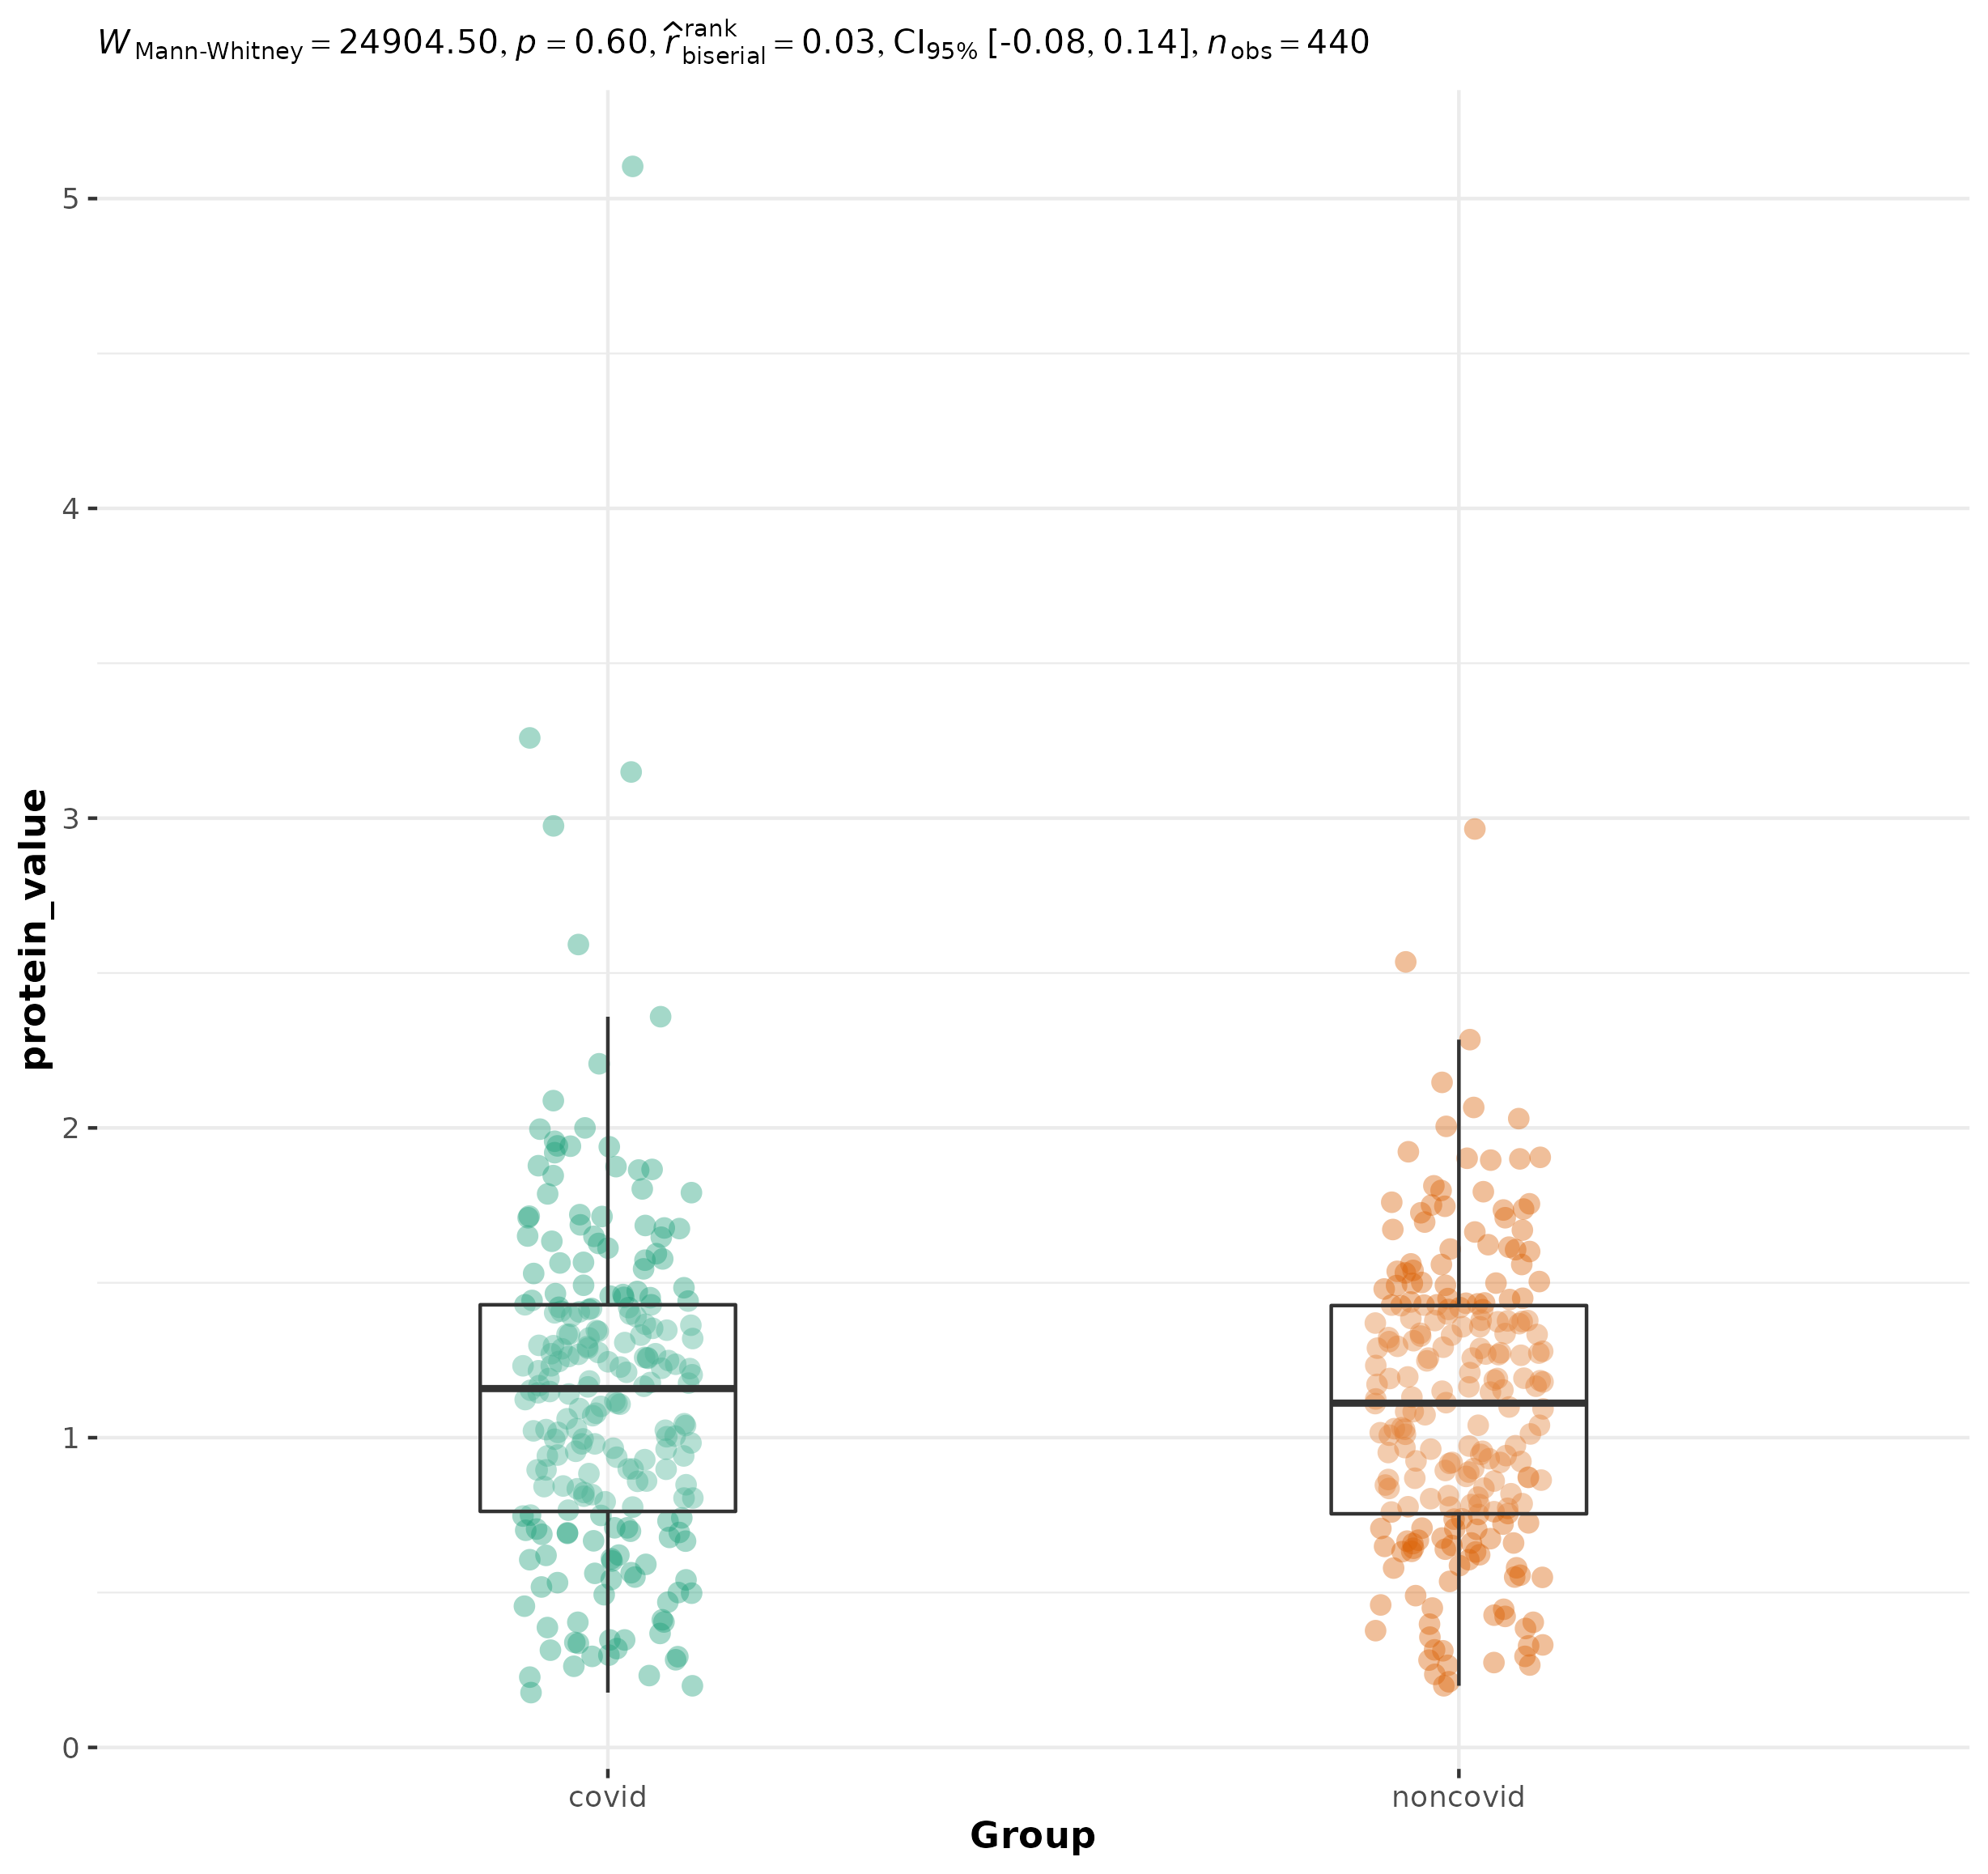 W Mann-Whitney = 24904.50, p = 0.60, r̂ rank biserial = 0.03, CI95% [-0.08, 0.14], n obs = 440
5
4
3
2
1
0
protein_value
covid noncovid
Group